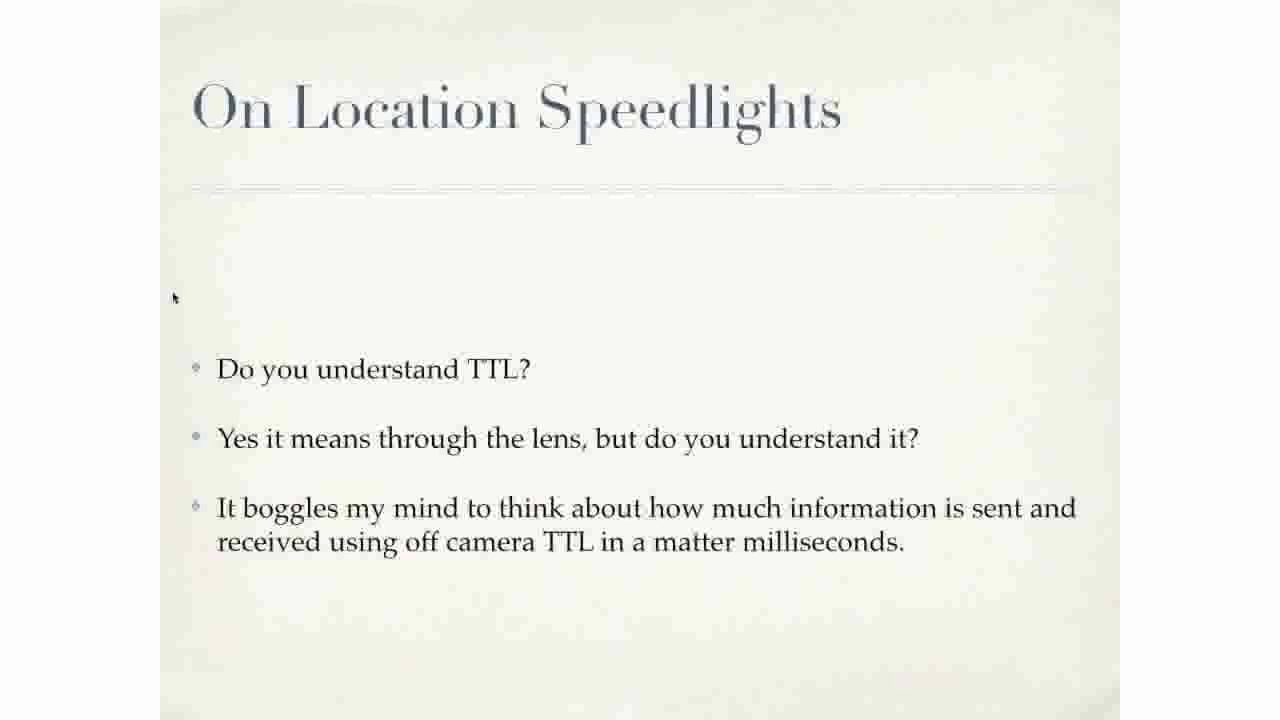 On Location Speedlights
Do you understand TTL?
Yes it means through the lens, but do you understand it?
It boggles my mind to think about how much information is sent and
received using off camera TTL in a matter milliseconds.